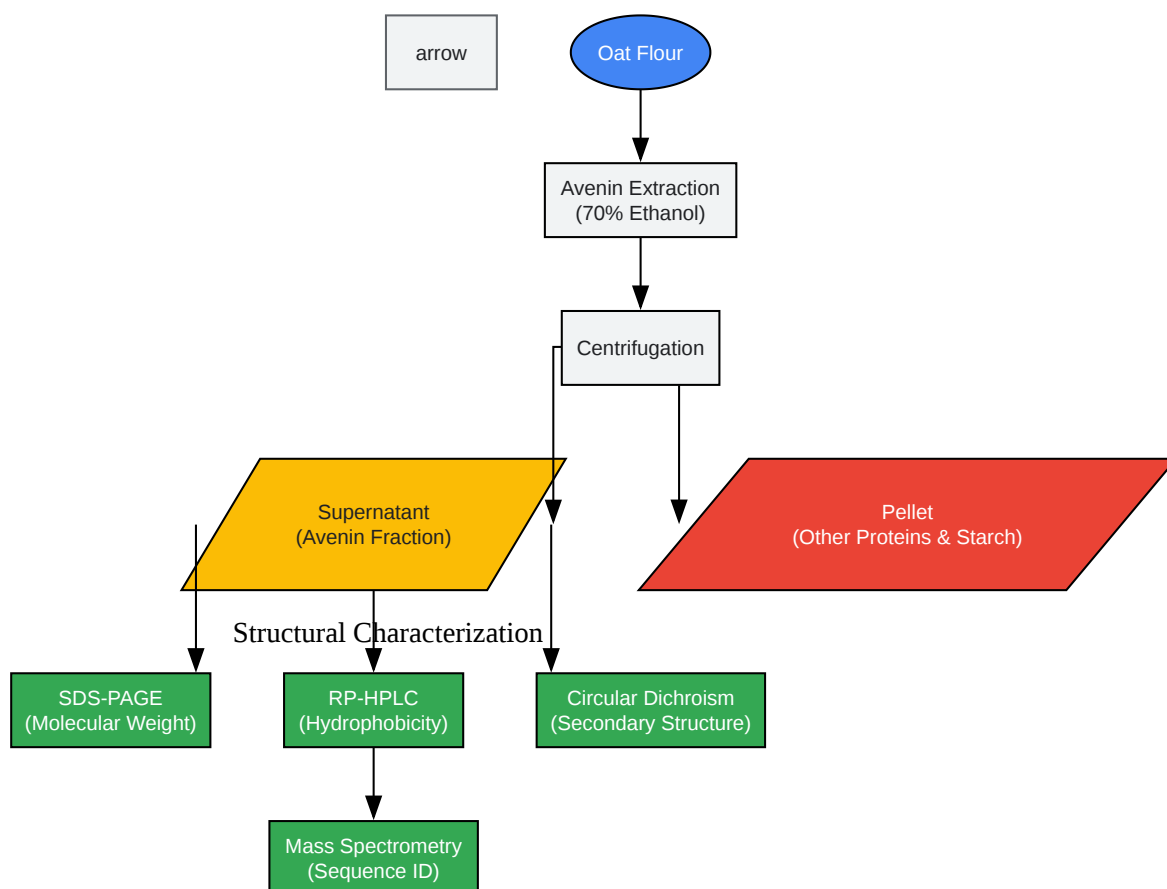 arrow
Oat Flour
Avenin Extraction
(70% Ethanol)
Centrifugation
Supernatant
(Avenin Fraction)
Pellet
(Other Proteins & Starch)
Structural Characterization
SDS-PAGE
(Molecular Weight)
RP-HPLC
(Hydrophobicity)
Circular Dichroism
(Secondary Structure)
Mass Spectrometry
(Sequence ID)